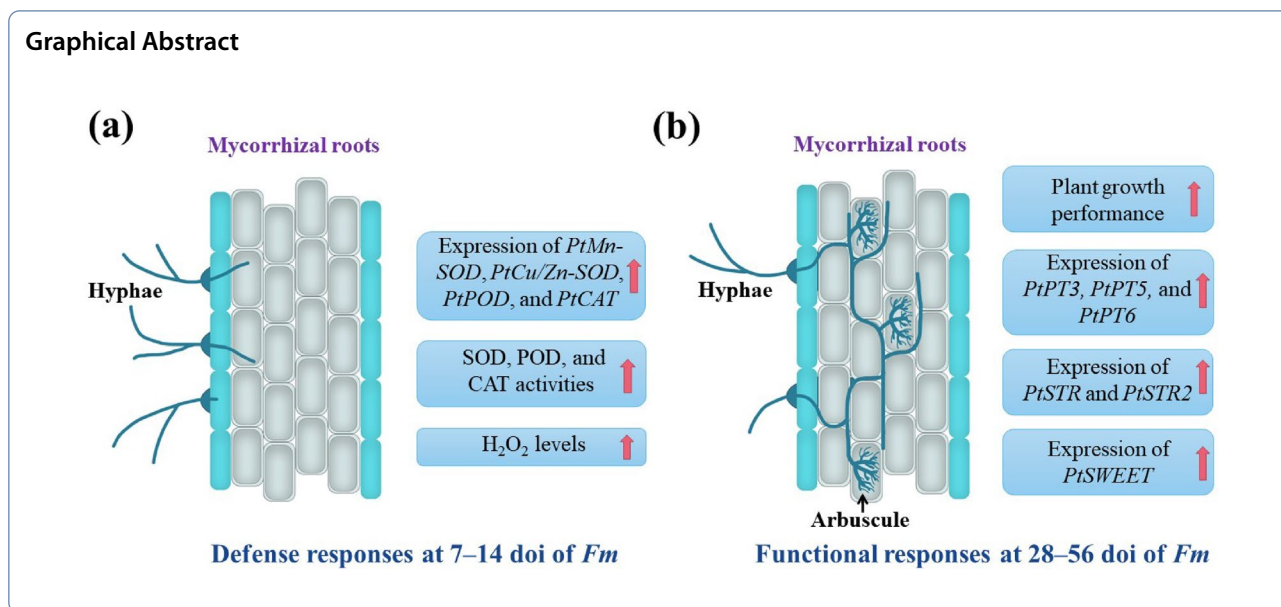 Graphical Abstract
(a)
Mycorrhizal roots
Hyphae
Expression of PtMn-
SOD, PtCu/Zn-SOD,
PtPOD, and PtCAT
SOD, POD, and
CAT activities
H₂O₂ levels
Defense responses at 7–14 doi of Fm
(b)
Mycorrhizal roots
Hyphae
Arbuscule
Plant growth
performance
Expression of
PtPT3, PtPT5, and
PtPT6
Expression of
PtSTR and PtSTR2
Expression of
PtSWEET
Functional responses at 28–56 doi of Fm